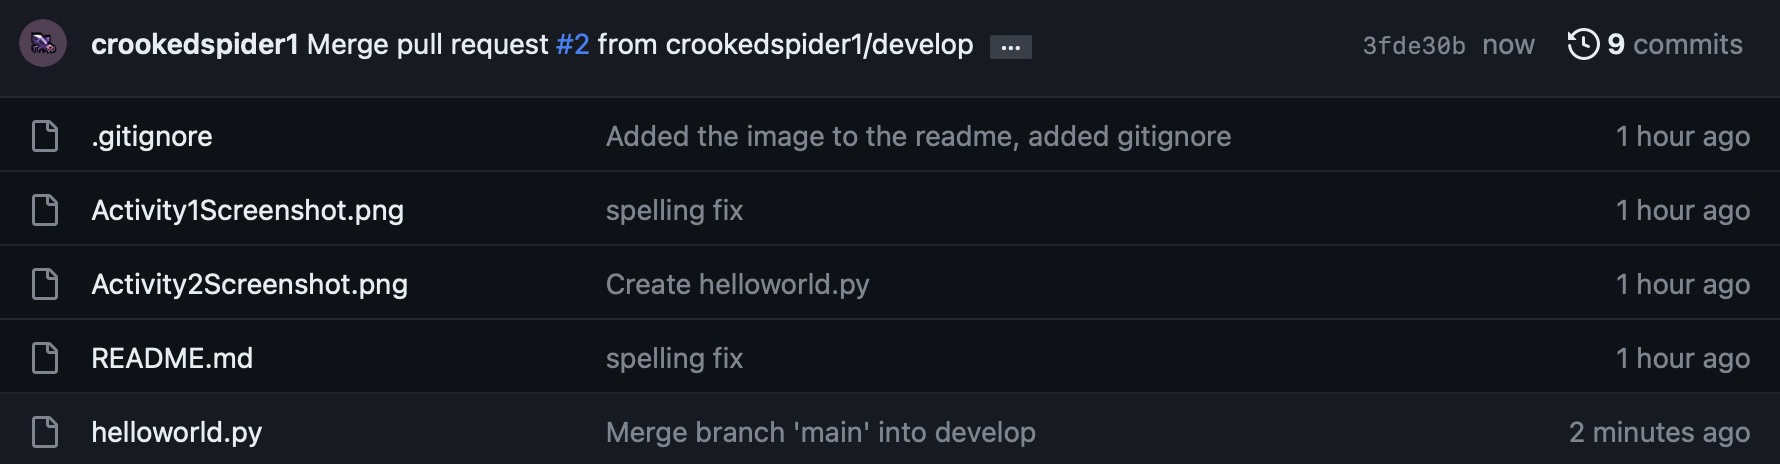 crookedspider1 Merge pull request #2 from crookedspider1/develop ... 3fde30b now 9 commits
.gitignore Added the image to the readme, added gitignore 1 hour ago
Activity1Screenshot.png spelling fix 1 hour ago
Activity2Screenshot.png Create helloworld.py 1 hour ago
README.md spelling fix 1 hour ago
helloworld.py Merge branch 'main' into develop 2 minutes ago